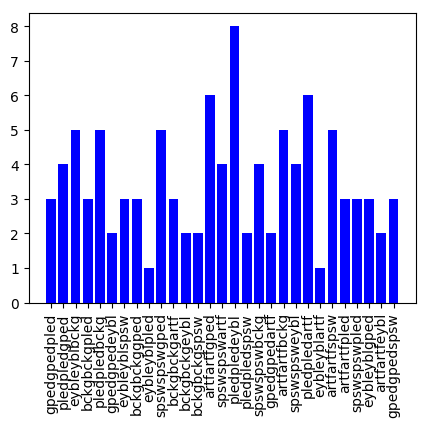 8
7
6
5
4
3
2
1
0
gpedgpedpled
pledpledgped
eybleyblbckg
bckgbckgpled
pledpledbckg
gpedgpedeybl
eybleyblspsw
bckgbckggped
eybleyblpled
spswspswgped
bckgbckgartf
bckgbckgeybl
bckgbckgspsw
artfartfgped
spswspswartf
pledpledeybl
pledpledspsw
spswspswbckg
gpedgpedartf
artfartfbckg
spswspsweybl
pledpledartf
eybleyblartf
artfartfspsw
artfartfpled
spswspswpled
eybleyblgped
artfartfeybl
gpedgpedspsw